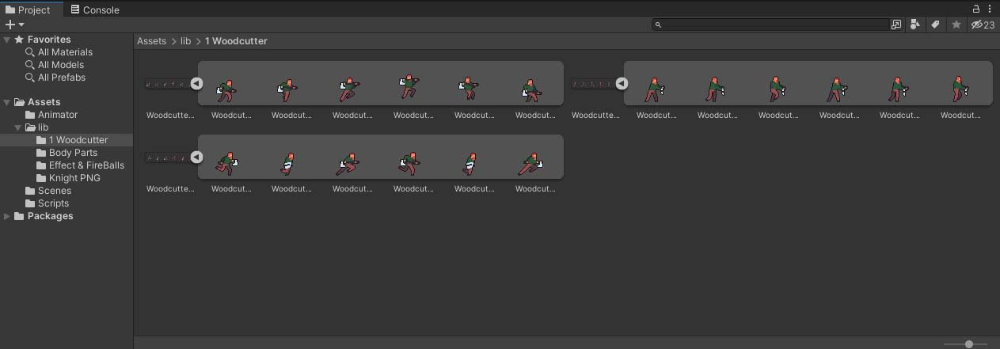 Project
Console
23
Favorites
All Materials
All Models
All Prefabs
Assets
Animator
lib
1 Woodcutter
Body Parts
Effect & FireBalls
Knight PNG
Scenes
Scripts
Packages
Assets > lib > 1 Woodcutter
Woodcutte... Woodcut... Woodcut... Woodcut... Woodcut... Woodcut... Woodcut... Woodcutte... Woodcut... Woodcut... Woodcut... Woodcut... Woodcut... Woodcut...
Woodcutte... Woodcut... Woodcut... Woodcut... Woodcut... Woodcut... Woodcut...